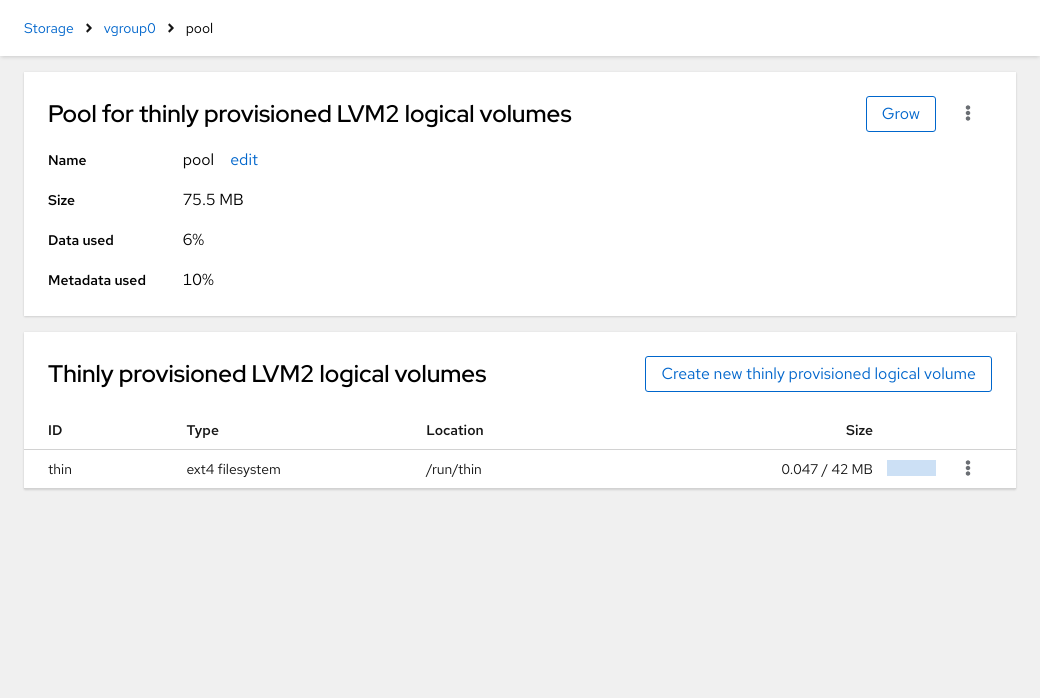 Storage > vgroup0 > pool
Pool for thinly provisioned LVM2 logical volumes Grow
Name pool edit
Size 75.5 MB
Data used 6%
Metadata used 10%
Thinly provisioned LVM2 logical volumes Create new thinly provisioned logical volume
ID Type Location Size
thin ext4 filesystem /run/thin 0.047 / 42 MB